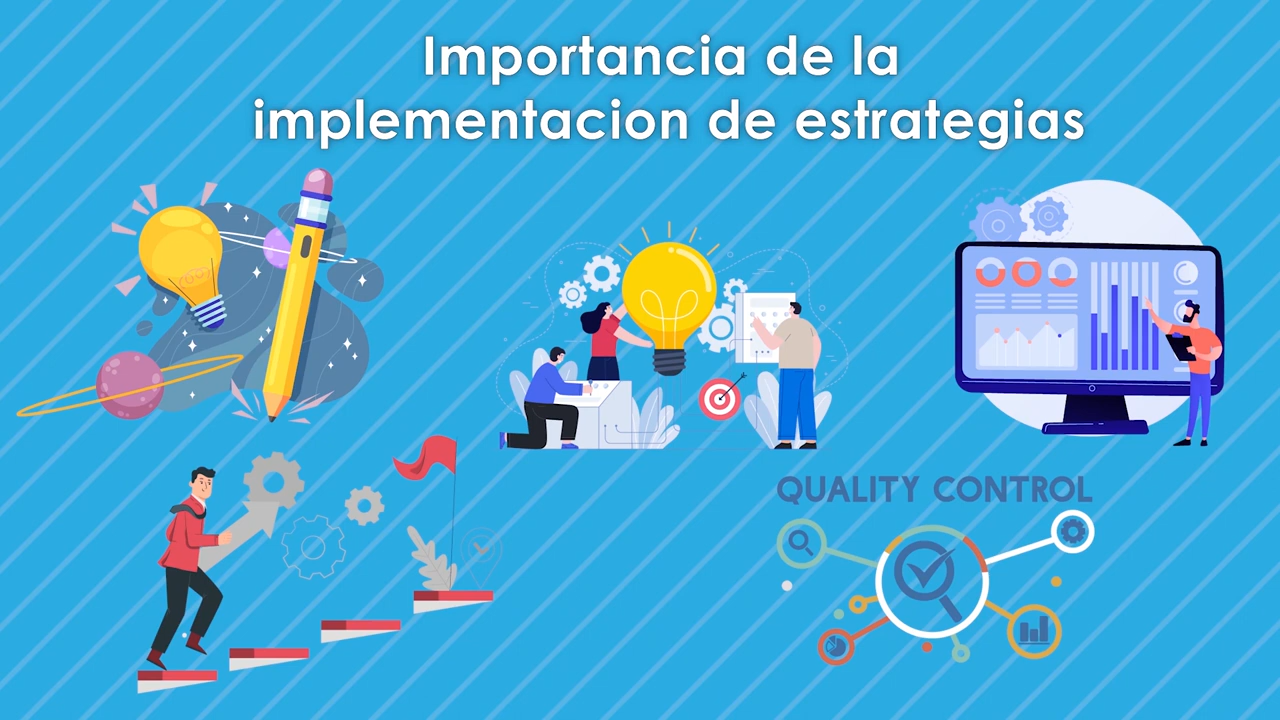 Importancia de la
implementacion de estrategias
QUALITY CONTROL